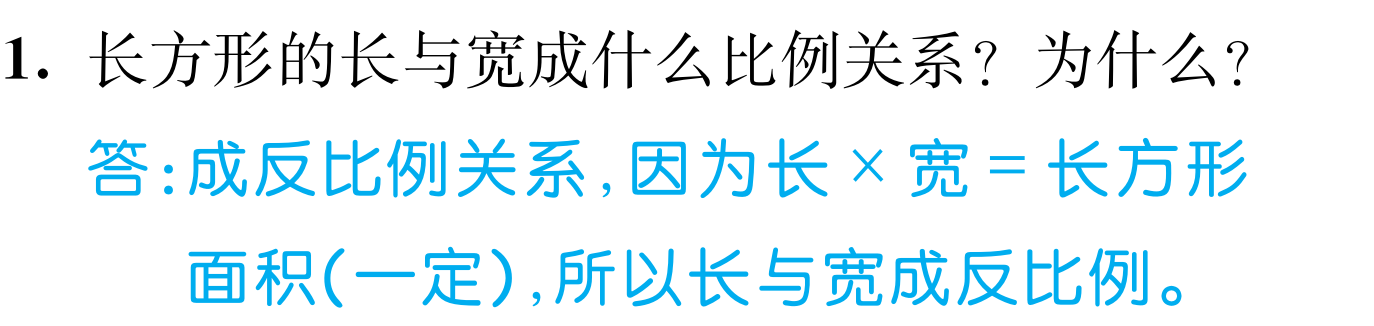 1. 长方形的长与宽成什么比例关系？为什么？
答:成反比例关系,因为长×宽=长方形
面积(一定),所以长与宽成反比例。